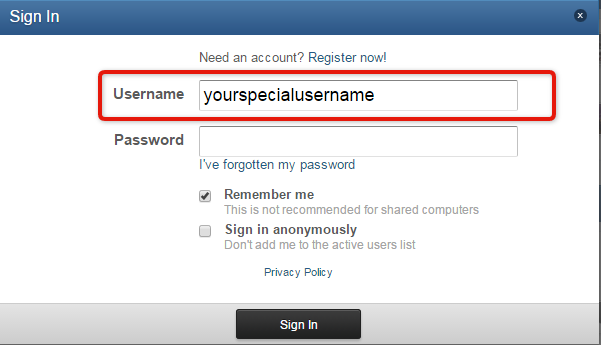 Sign In
Need an account? Register now!
Username yourspecialusername
Password
I've forgotten my password
Remember me
This is not recommended for shared computers
Sign in anonymously
Don't add me to the active users list
Privacy Policy
Sign In